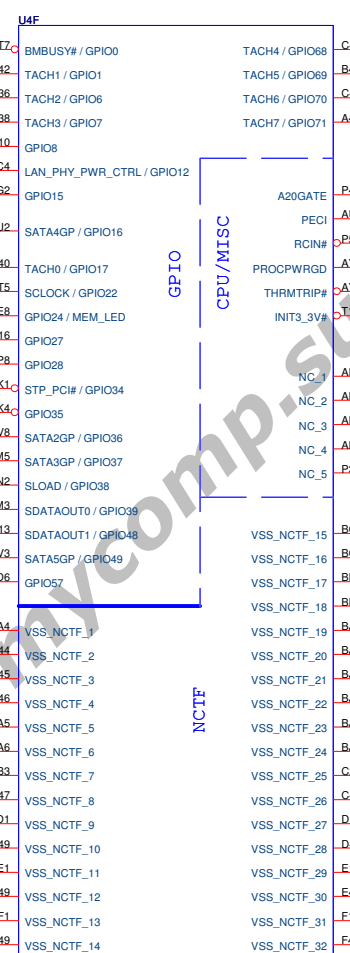 U4F
BMBUSY# / GPIO0
TACH1 / GPIO1
TACH2 / GPIO6
TACH3 / GPIO7
GPIO8
LAN_PHY_PWR_CTRL / GPIO12
GPIO15
SATA4GP / GPIO16
TACH0 / GPIO17
SCLOCK / GPIO22
GPIO24 / MEM_LED
GPIO27
GPIO28
STP_PCI# / GPIO34
GPIO35
SATA2GP / GPIO36
SATA3GP / GPIO37
SLOAD / GPIO38
SDATAOUT0 / GPIO39
SDATAOUT1 / GPIO48
SATA5GP / GPIO49
GPIO57
VSS_NCTF_1
VSS_NCTF_2
VSS_NCTF_3
VSS_NCTF_4
VSS_NCTF_5
VSS_NCTF_6
VSS_NCTF_7
VSS_NCTF_8
VSS_NCTF_9
VSS_NCTF_10
VSS_NCTF_11
VSS_NCTF_12
VSS_NCTF_13
VSS_NCTF_14
GPIO
CPU/MISC
NCTF
TACH4 / GPIO68
TACH5 / GPIO69
TACH6 / GPIO70
TACH7 / GPIO71
A20GATE
PECI
RCIN#
PROCPWRGD
THRMTRIP#
INIT3_3V#
NC_1
NC_2
NC_3
NC_4
NC_5
VSS_NCTF_15
VSS_NCTF_16
VSS_NCTF_17
VSS_NCTF_18
VSS_NCTF_19
VSS_NCTF_20
VSS_NCTF_21
VSS_NCTF_22
VSS_NCTF_23
VSS_NCTF_24
VSS_NCTF_25
VSS_NCTF_26
VSS_NCTF_27
VSS_NCTF_28
VSS_NCTF_29
VSS_NCTF_30
VSS_NCTF_31
VSS_NCTF_32
mycomp.su